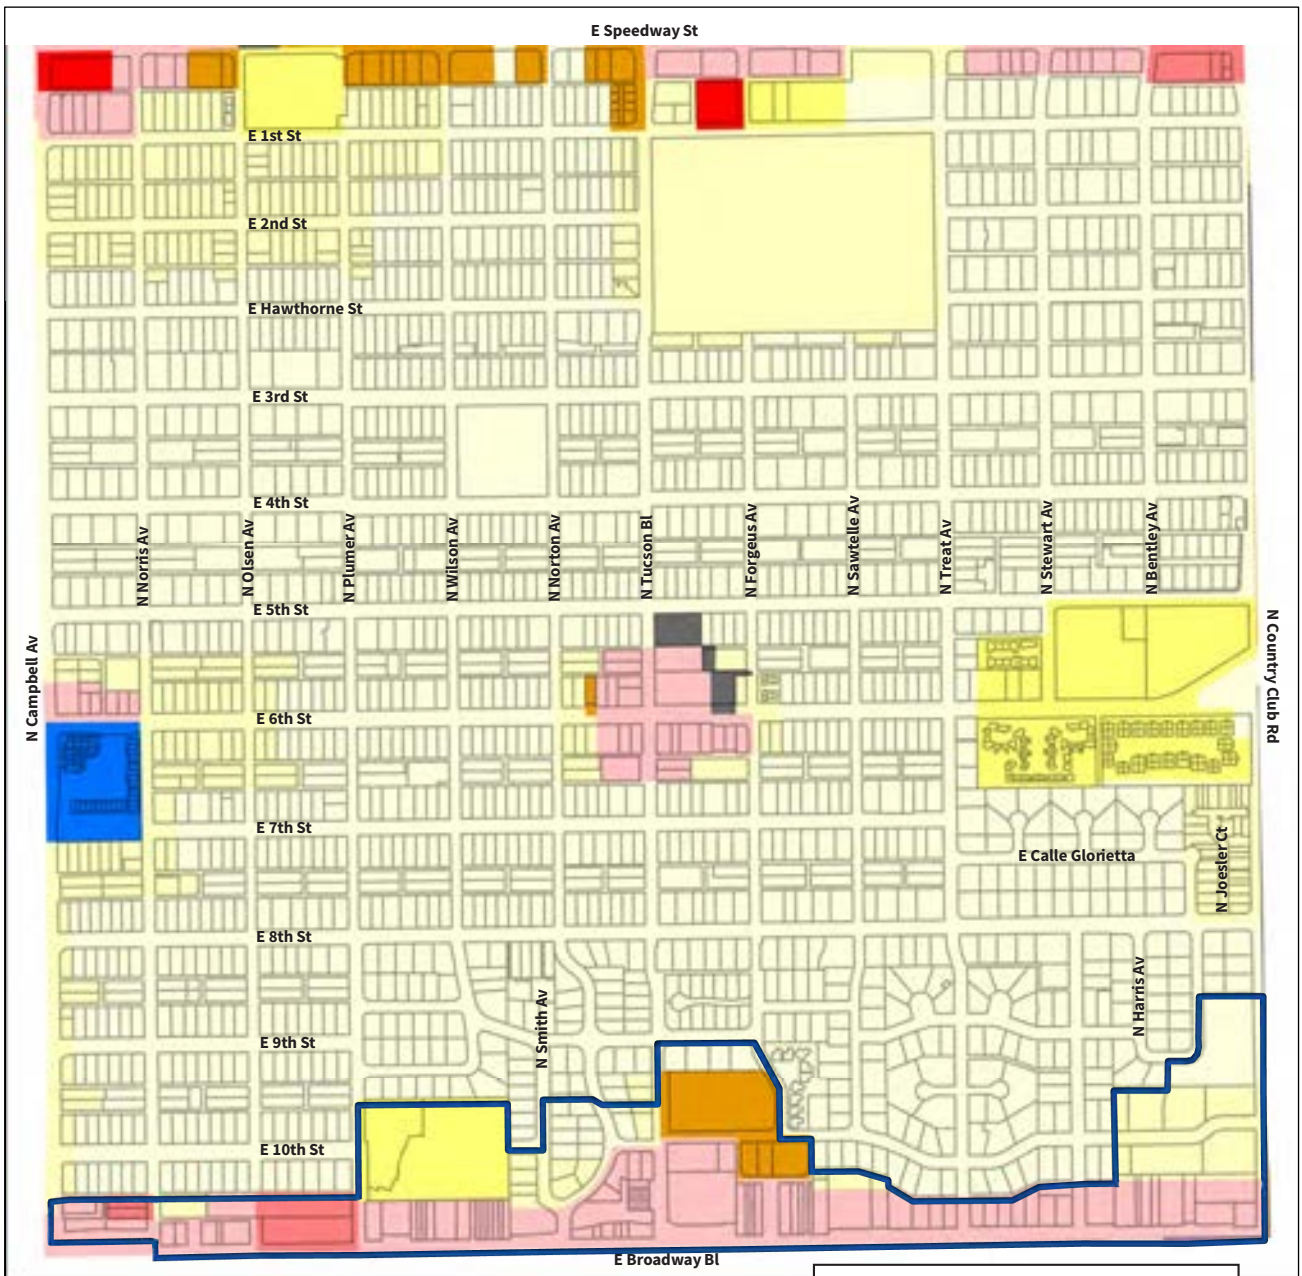 E Speedway St
E 1st St
E 2nd St
E Hawthorne St
E 3rd St
E 4th St
N Norris Av
N Olsen Av
N Plumer Av
N Wilson Av
N Norton Av
N Tucson Bl
N Forgeus Av
N Sawtelle Av
N Treat Av
N Stewart Av
N Bentley Av
E 5th St
N Campbell Av
N Country Club Rd
E 6th St
E 7th St
E Calle Glorietta
N Joesler Ct
E 8th St
N Smith Av
N Harris Av
E 9th St
E 10th St
E Broadway Bl